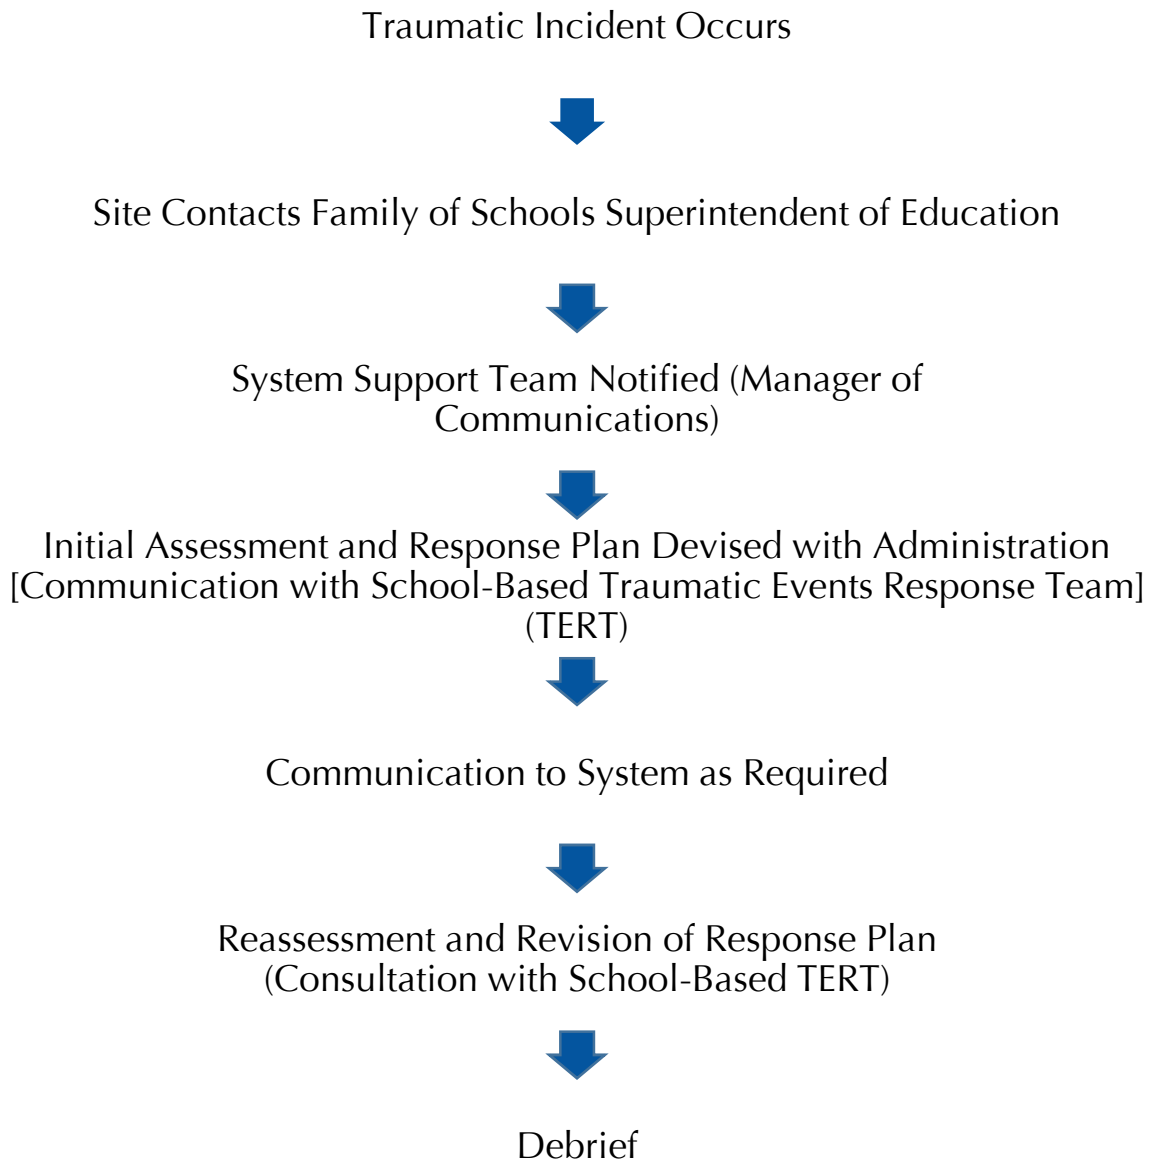 Traumatic Incident Occurs
Site Contacts Family of Schools Superintendent of Education
System Support Team Notified (Manager of
Communications)
Initial Assessment and Response Plan Devised with Administration
[Communication with School-Based Traumatic Events Response Team]
(TERT)
Communication to System as Required
Reassessment and Revision of Response Plan
(Consultation with School-Based TERT)
Debrief